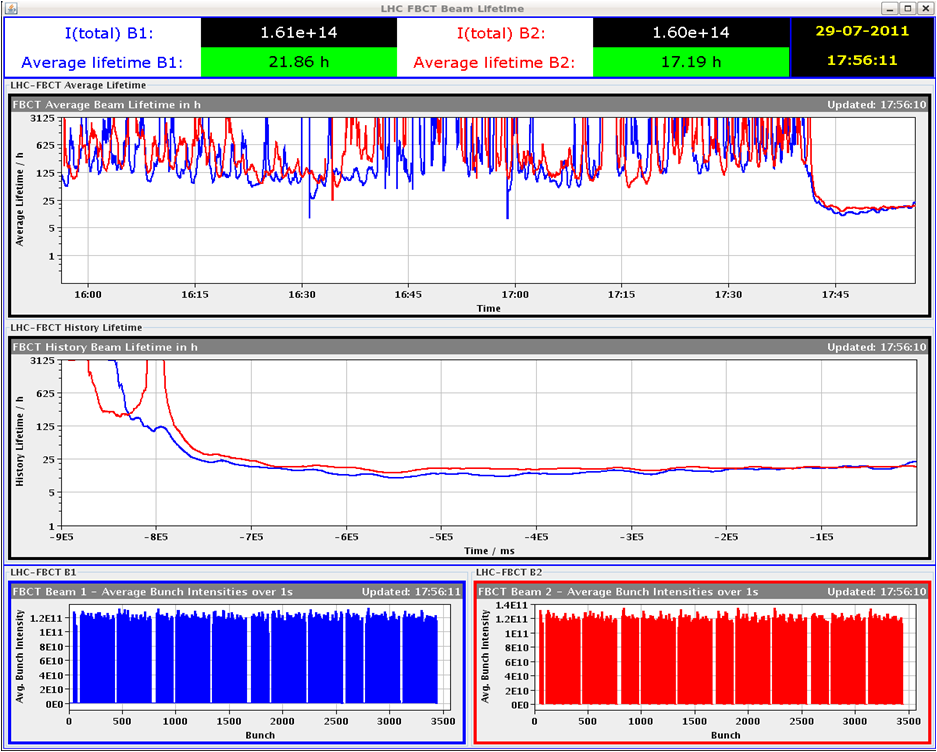 LHC FBCT Beam Lifetime
I(total) B1: 1.61e+14 I(total) B2: 1.60e+14 29-07-2011
Average lifetime B1: 21.86 h Average lifetime B2: 17.19 h 17:56:11
LHC-FBCT Average Lifetime
FBCT Average Beam Lifetime in h Updated: 17:56:10
Average Lifetime / h
3125
625
125
25
5
1
16:00 16:15 16:30 16:45 17:00 17:15 17:30 17:45
Time
LHC-FBCT History Lifetime
FBCT History Beam Lifetime in h Updated: 17:56:10
History Lifetime / h
3125
625
125
25
5
1
-9E5 -8E5 -7E5 -6E5 -5E5 -4E5 -3E5 -2E5 -1E5
Time / ms
LHC-FBCT B1
FBCT Beam 1 - Average Bunch Intensities over 1s Updated: 17:56:11
Avg. Bunch Intensity
1.2E11
1E11
8E10
6E10
4E10
2E10
0E0
0 500 1000 1500 2000 2500 3000 3500
Bunch
LHC-FBCT B2
FBCT Beam 2 - Average Bunch Intensities over 1s Updated: 17:56:10
Avg. Bunch Intensity
1.4E11
1.2E11
1E11
8E10
6E10
4E10
2E10
0E0
0 500 1000 1500 2000 2500 3000 3500
Bunch